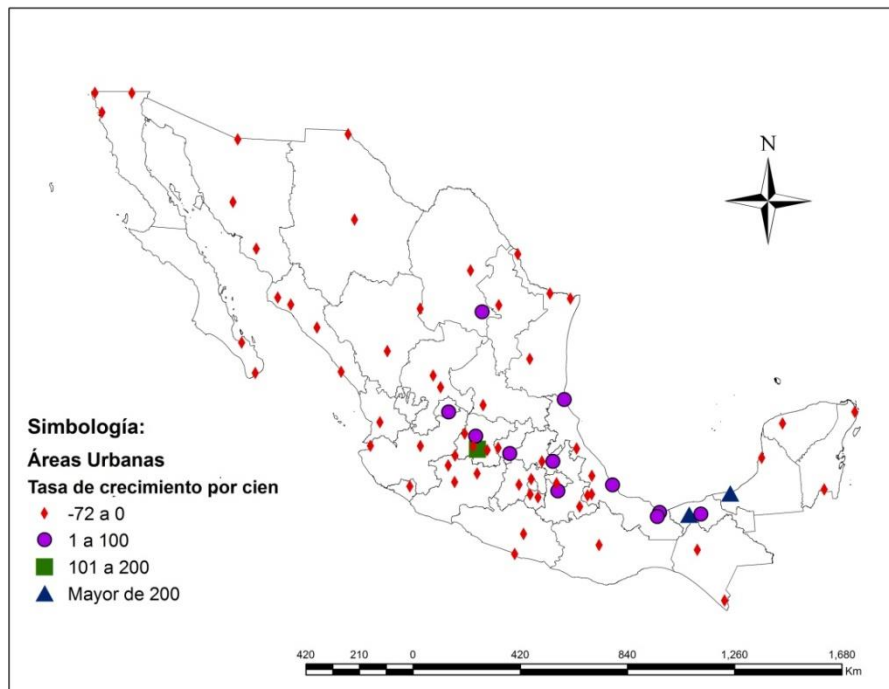 N
Simbología:
Áreas Urbanas
Tasa de crecimiento por cien
-72 a 0
1 a 100
101 a 200
Mayor de 200
420 210 0 420 840 1,260 1,680
Km